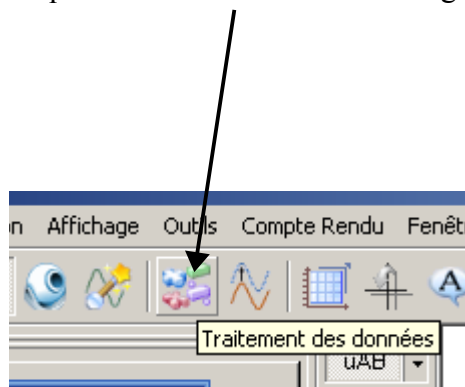 Affichage Outils Compte Rendu
Traitement des données
uAB